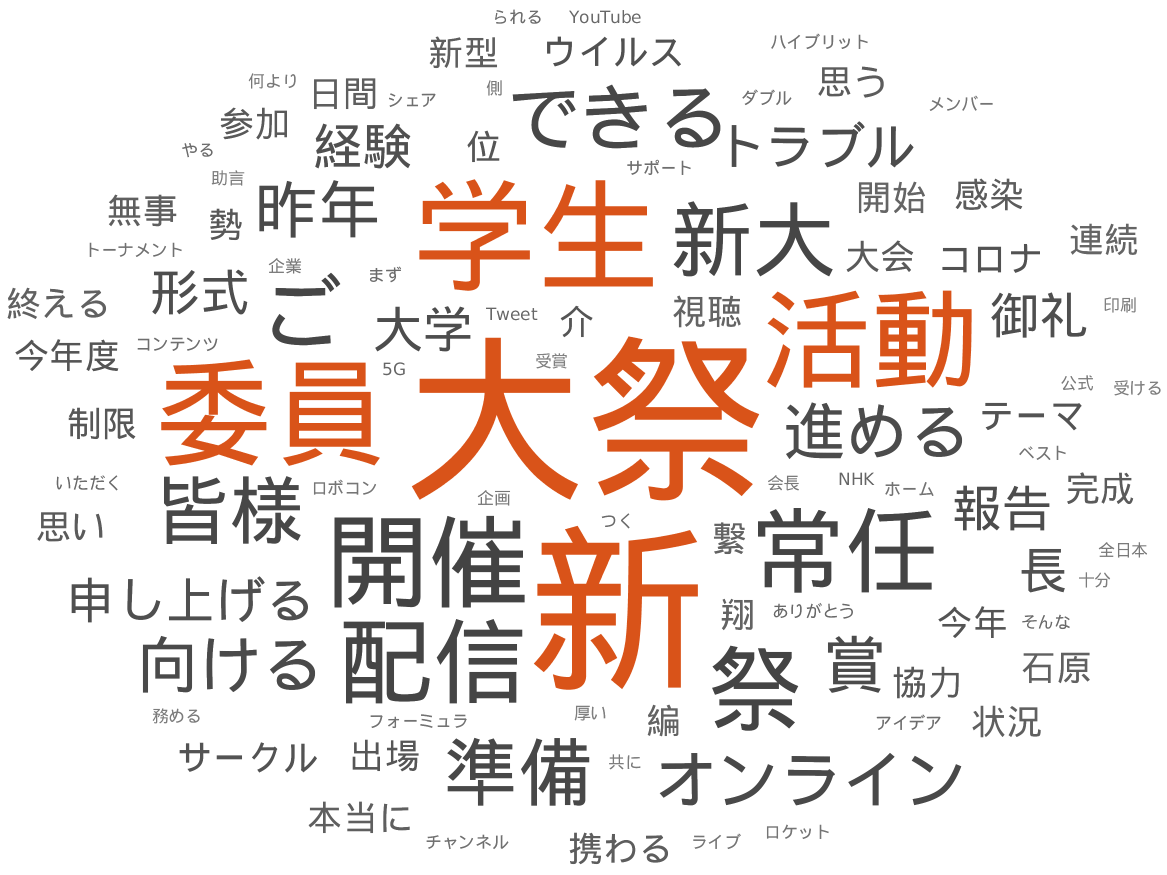 られる
YouTube
新型
ウイルス
ハイブリット
何より
日間
シェア
側
できる
ダブル
思う
メンバー
参加
経験
位
トラブル
やる
サポート
助言
昨年
学生
新大
開始
感染
無事
勢
トーナメント
企業
まず
大会
コロナ
連続
終える
形式
ご
大学
Tweet
介
視聴
活動
御礼
印刷
今年度
コンテンツ
5G
受賞
公式
受ける
制限
委員
大祭
進める
テーマ
ベスト
いただく
皆様
ロボコン
企画
会長
NHK
ホーム
報告
完成
思い
開催
つく
新
繋
常任
長
全日本
十分
申し上げる
翔
ありがとう
今年
そんな
向ける
配信
祭
賞
協力
石原
務める
フォーミュラ
厚い
編
アイデア
状況
サークル
出場
準備
共に
オンライン
本当に
チャンネル
携わる
ライブ
ロケット